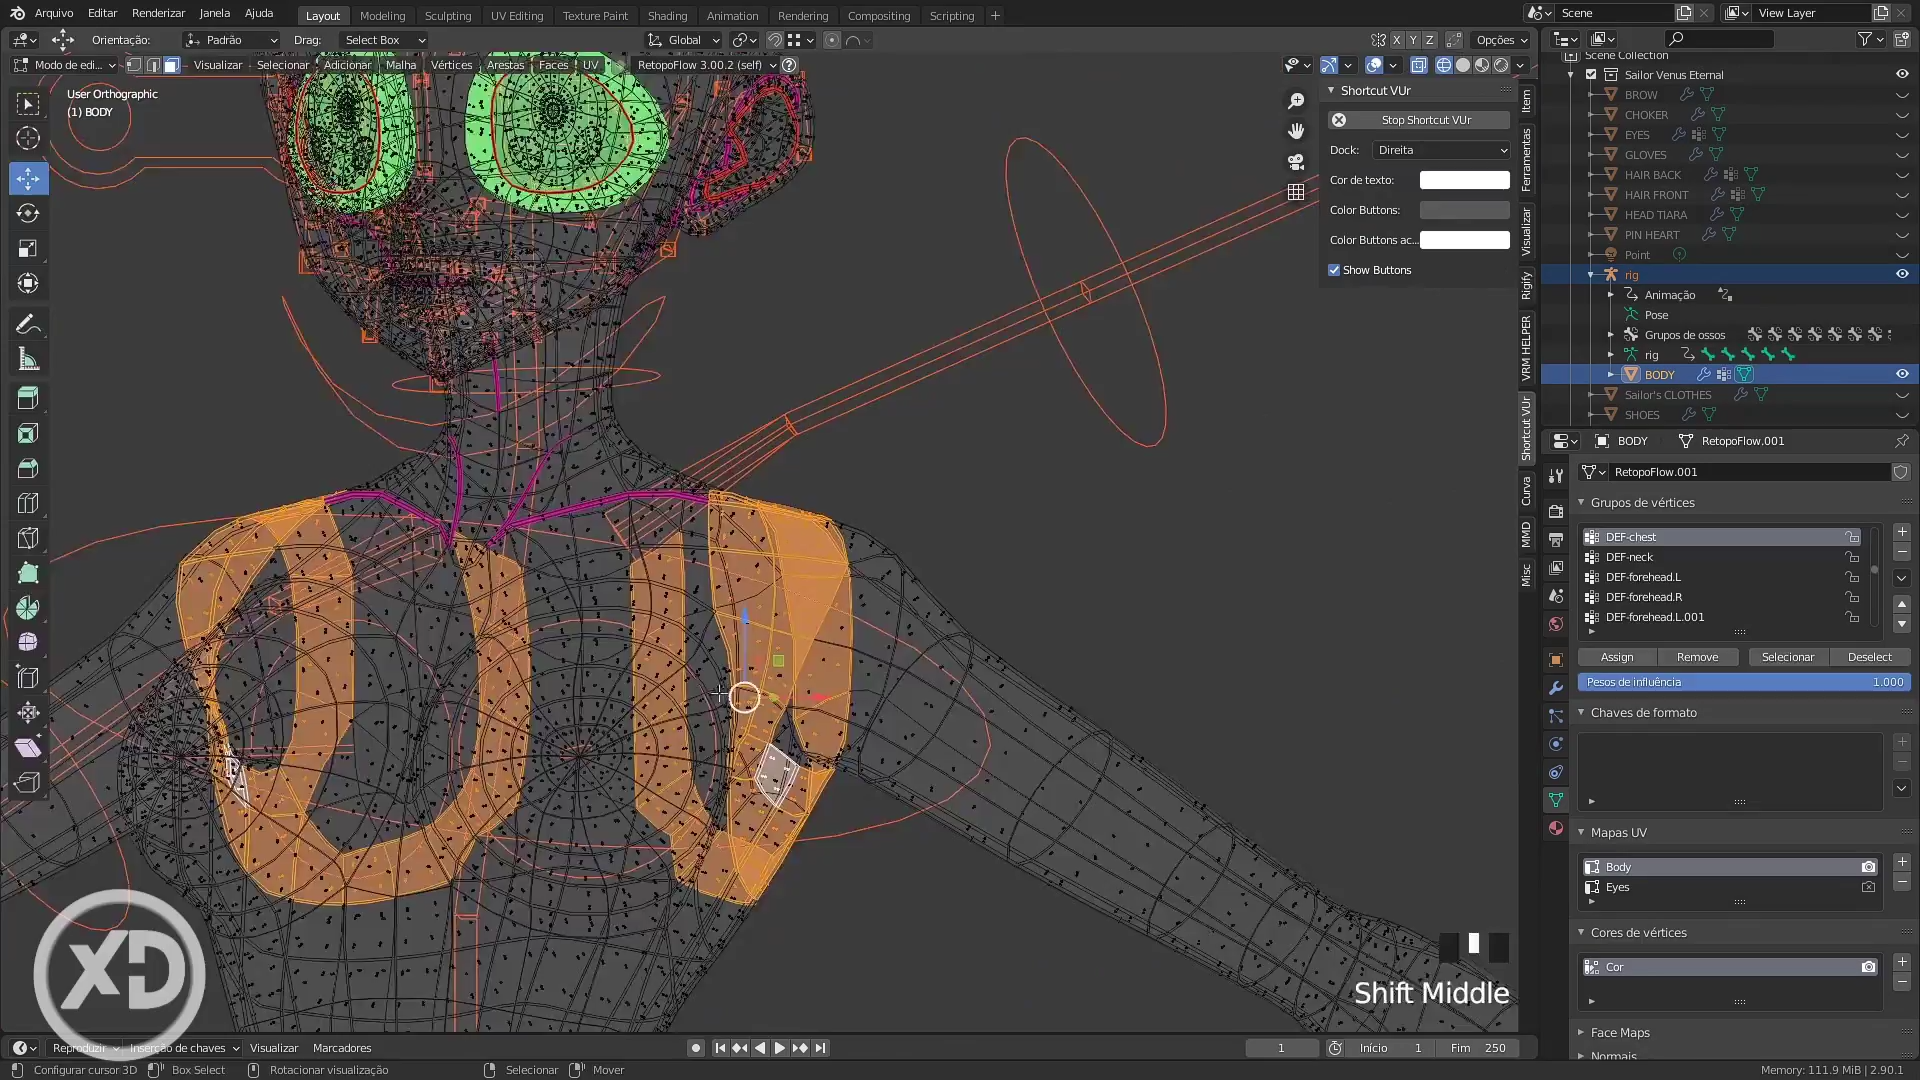 Arquivo Editar Renderizar Janela Ajuda Layout Modeling Sculpting UV Editing Texture Paint Shading Animation Rendering Compositing Scripting + Scene View Layer
Orientação: Padrão Drag: Select Box Global X Y Z Opções
Modo de edi... Visualizar Selecionar Adicionar Malha Vértices Arestas Faces UV RetopoFlow 3.00.2 (self)
User Orthographic
(1) BODY
Shortcut VUr
Stop Shortcut VUr
Dock: Direita
Cor de texto:
Color Buttons:
Color Buttons ac...
Show Buttons
Item
Ferramentas
Visualizar
Rigify
VRM HELPER
Shortcut VUr
Curva
MMD
Misc
Scene Collection
Sailor Venus Eternal
BROW
CHOKER
EYES
GLOVES
HAIR BACK
HAIR FRONT
HEAD TIARA
PIN HEART
Point
rig
Animação
Pose
Grupos de ossos
rig
BODY
Sailor's CLOTHES
SHOES
BODY RetopoFlow.001
RetopoFlow.001
Grupos de vértices
DEF-chest
DEF-neck
DEF-forehead.L
DEF-forehead.R
DEF-forehead.L.001
Assign Remove Selecionar Deselect
Pesos de influência 1.000
Chaves de formato
Mapas UV
Body
Eyes
Cores de vértices
Cor
Face Maps
Normais
XD
Shift Middle
Reproduzir Inserção de chaves Visualizar Marcadores 1 Início 1 Fim 250
Configurar cursor 3D Box Select Rotacionar visualização Selecionar Mover Memory: 111.9 MiB | 2.90.1